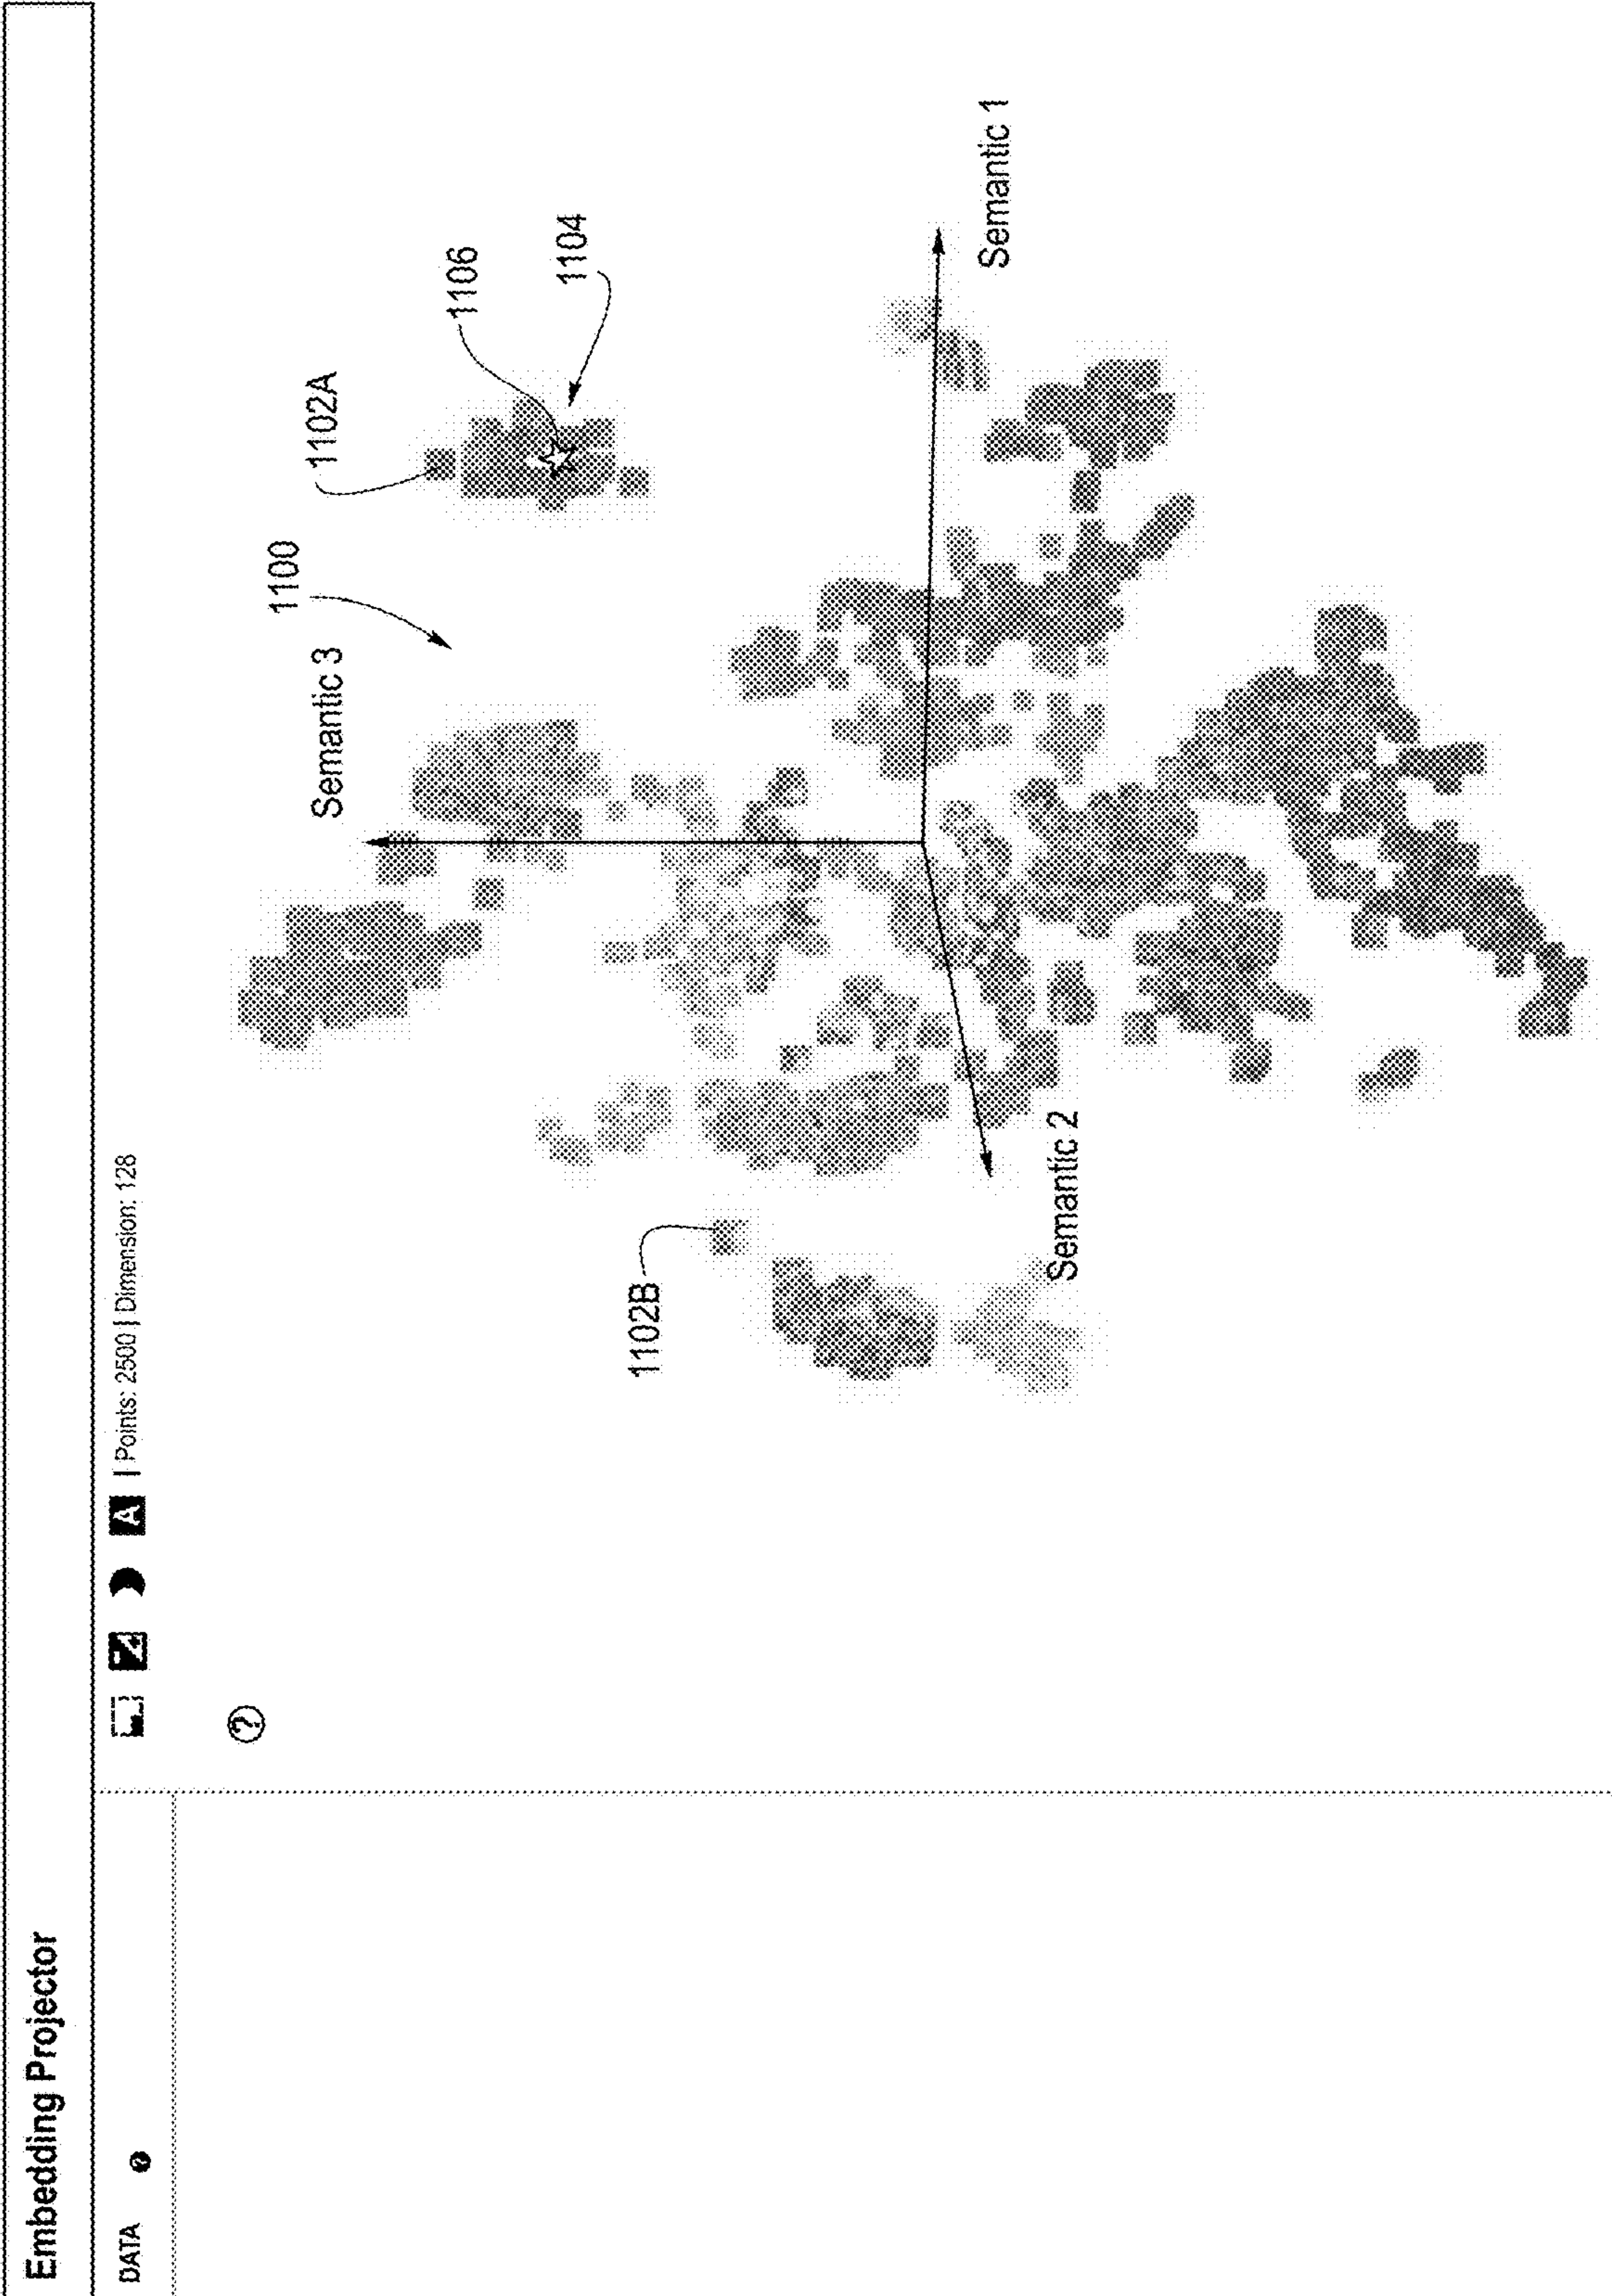 Embedding Projector
DATA
A | Points: 2500 | Dimension: 128
Semantic 3
1100
1102A
1106
1104
1102B
Semantic 2
Semantic 1